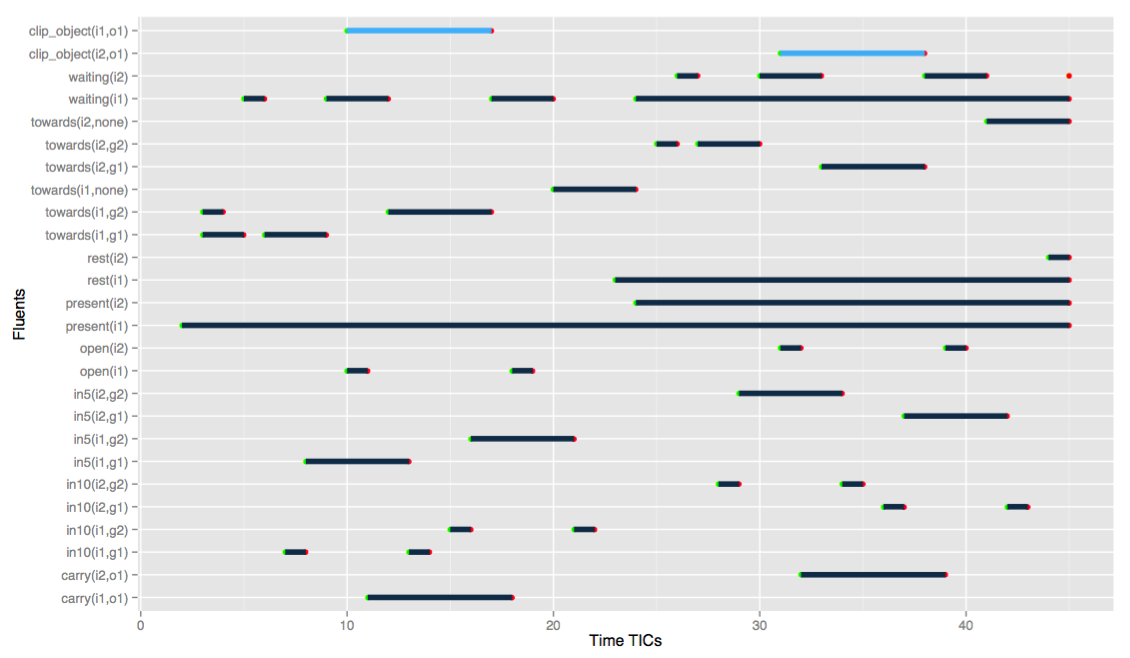 clip_object(i1,o1)
clip_object(i2,o1)
waiting(i2)
waiting(i1)
towards(i2,none)
towards(i2,g2)
towards(i2,g1)
towards(i1,none)
towards(i1,g2)
towards(i1,g1)
rest(i2)
rest(i1)
present(i2)
present(i1)
open(i2)
open(i1)
in5(i2,g2)
in5(i2,g1)
in5(i1,g2)
in5(i1,g1)
in10(i2,g2)
in10(i2,g1)
in10(i1,g2)
in10(i1,g1)
carry(i2,o1)
carry(i1,o1)
Fluents
0 10 20 30 40
Time TICs